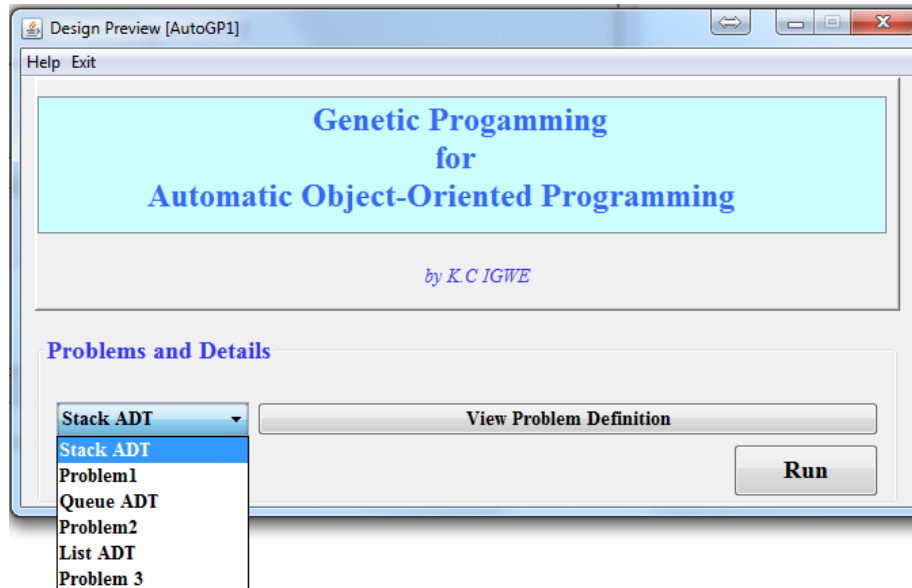 Design Preview [AutoGP1]
Help Exit
Genetic Progamming
for
Automatic Object-Oriented Programming
by K.C IGWE
Problems and Details
Stack ADT
View Problem Definition
Stack ADT
Problem1
Run
Queue ADT
Problem2
List ADT
Problem 3